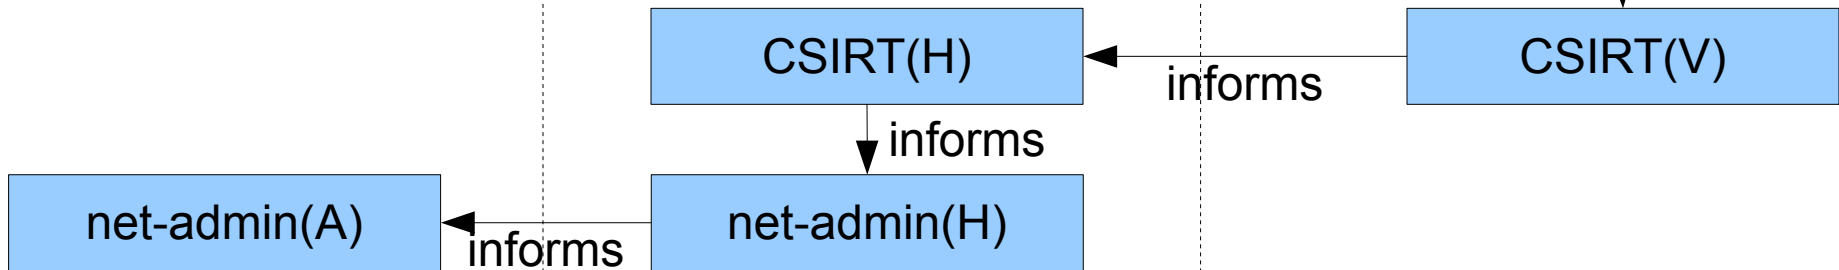 CSIRT(H)
informs
CSIRT(V)
informs
net-admin(A)
informs
net-admin(H)